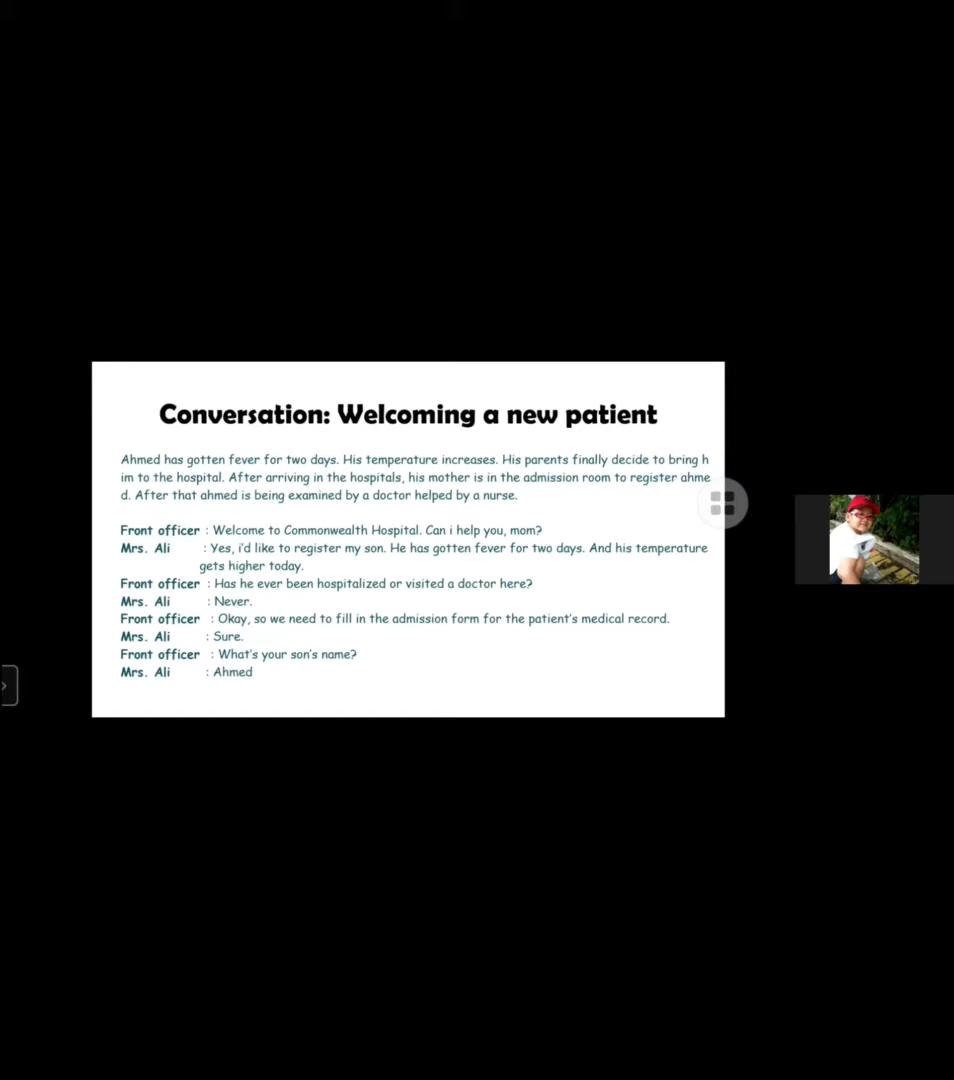 Conversation: Welcoming a new patient
Ahmed has gotten fever for two days. His temperature increases. His parents finally decide to bring h
im to the hospital. After arriving in the hospitals, his mother is in the admission room to register ahme
d. After that ahmed is being examined by a doctor helped by a nurse.
Front officer : Welcome to Commonwealth Hospital. Can i help you, mom?
Mrs. Ali : Yes, i'd like to register my son. He has gotten fever for two days. And his temperature
gets higher today.
Front officer : Has he ever been hospitalized or visited a doctor here?
Mrs. Ali : Never.
Front officer : Okay, so we need to fill in the admission form for the patient's medical record.
Mrs. Ali : Sure.
Front officer : What's your son's name?
Mrs. Ali : Ahmed